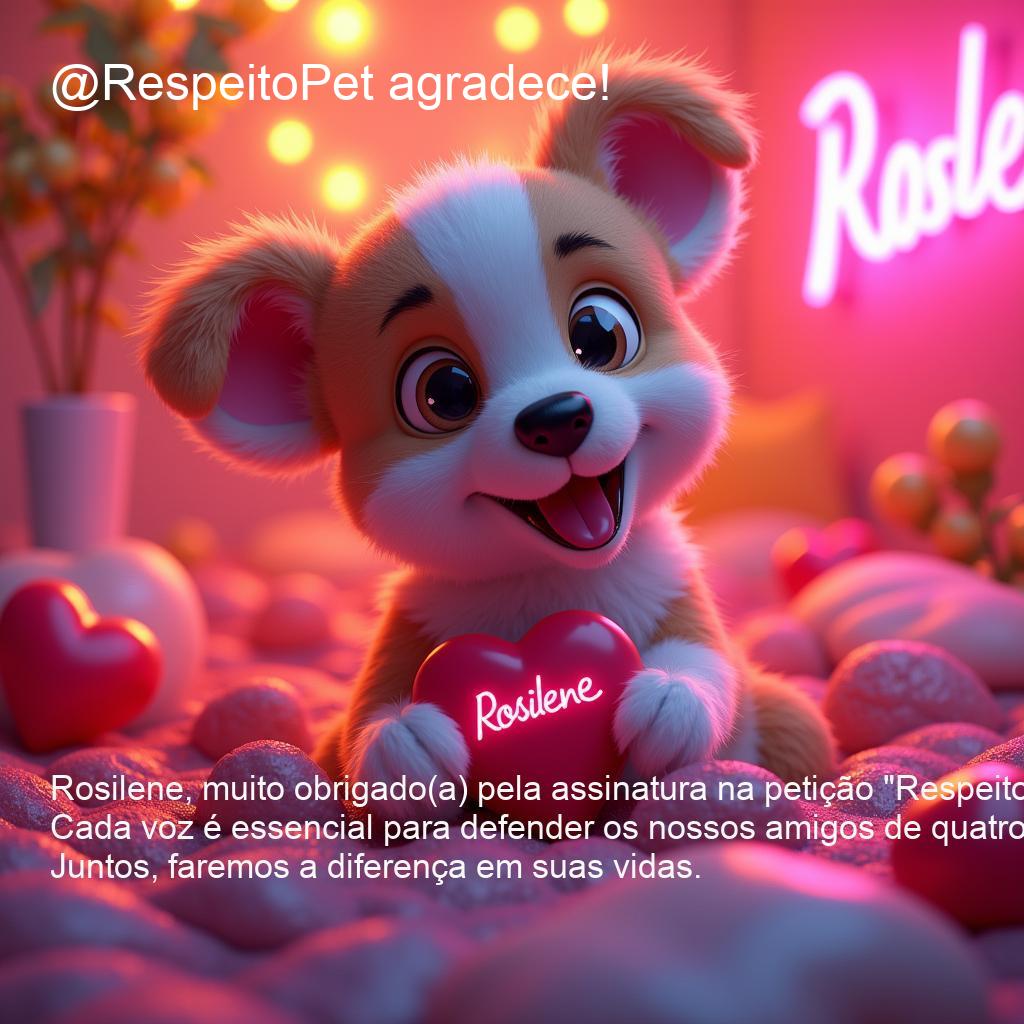 @RespeitoPet agradece!
Rosle
Rosilene
Rosilene, muito obrigado(a) pela assinatura na petição "Respeito
Cada voz é essencial para defender os nossos amigos de quatro
Juntos, faremos a diferença em suas vidas.